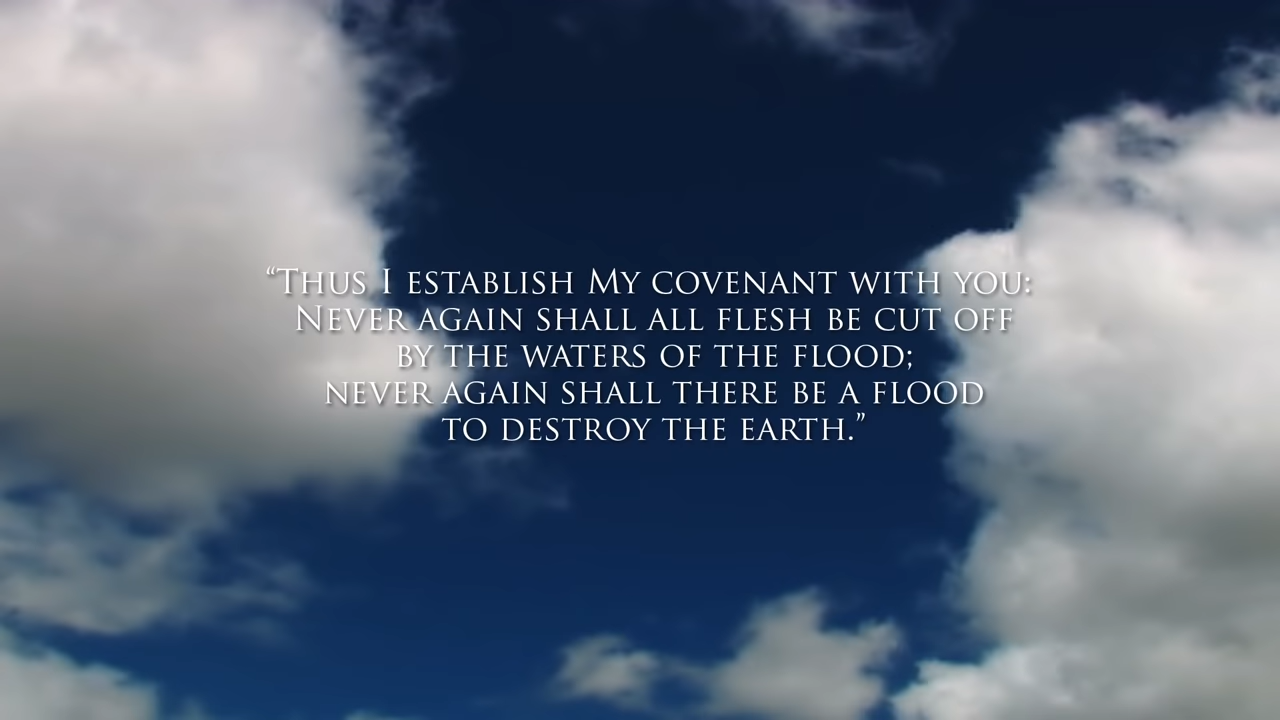 “Thus I establish My covenant with you:
Never again shall all flesh be cut off
by the waters of the flood;
never again shall there be a flood
to destroy the earth.”